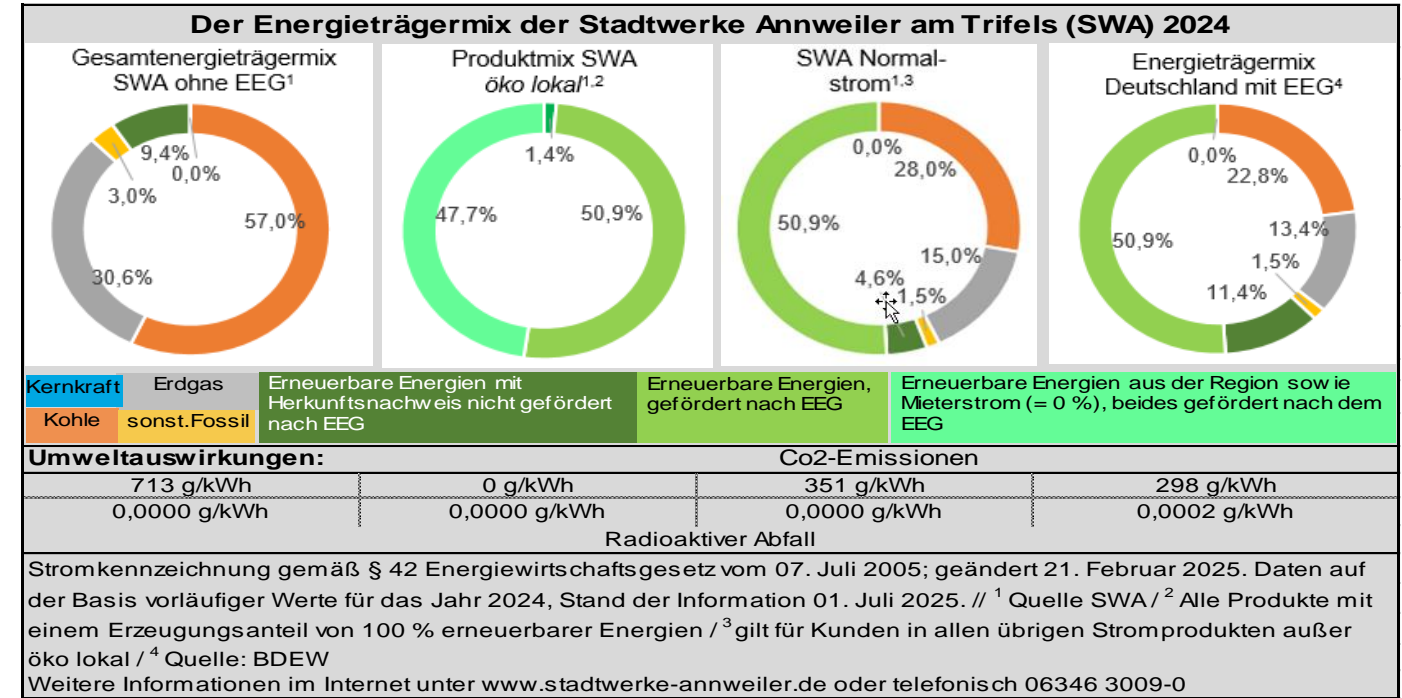 Der Energieträgermix der Stadtwerke Annweiler am Trifels (SWA) 2024
Gesamtenergieträgermix
SWA ohne EEG¹
9,4%
0,0%
3,0%
57,0%
30,6%
Produktmix SWA
öko lokal¹,²
1,4%
47,7%
50,9%
SWA Normal-
strom¹,³
0,0%
28,0%
50,9%
15,0%
4,6%
1,5%
Energieträgermix
Deutschland mit EEG⁴
0,0%
22,8%
13,4%
50,9%
1,5%
11,4%
Kernkraft
Erdgas
Kohle
sonst.Fossil
Erneuerbare Energien mit
Herkunftsnachweis nicht gefördert
nach EEG
Erneuerbare Energien,
gefördert nach EEG
Erneuerbare Energien aus der Region sowie
Mieterstrom (= 0 %), beides gefördert nach dem
EEG
Umweltauswirkungen: Co2-Emissionen
713 g/kWh 0 g/kWh 351 g/kWh 298 g/kWh
0,0000 g/kWh 0,0000 g/kWh 0,0000 g/kWh 0,0002 g/kWh
Radioaktiver Abfall
Stromkennzeichnung gemäß § 42 Energiewirtschaftsgesetz vom 07. Juli 2005; geändert 21. Februar 2025. Daten auf
der Basis vorläufiger Werte für das Jahr 2024, Stand der Information 01. Juli 2025. // ¹ Quelle SWA / ² Alle Produkte mit
einem Erzeugungsanteil von 100 % erneuerbarer Energien / ³ gilt für Kunden in allen übrigen Stromprodukten außer
öko lokal / ⁴ Quelle: BDEW
Weitere Informationen im Internet unter www.stadtwerke-annweiler.de oder telefonisch 06346 3009-0